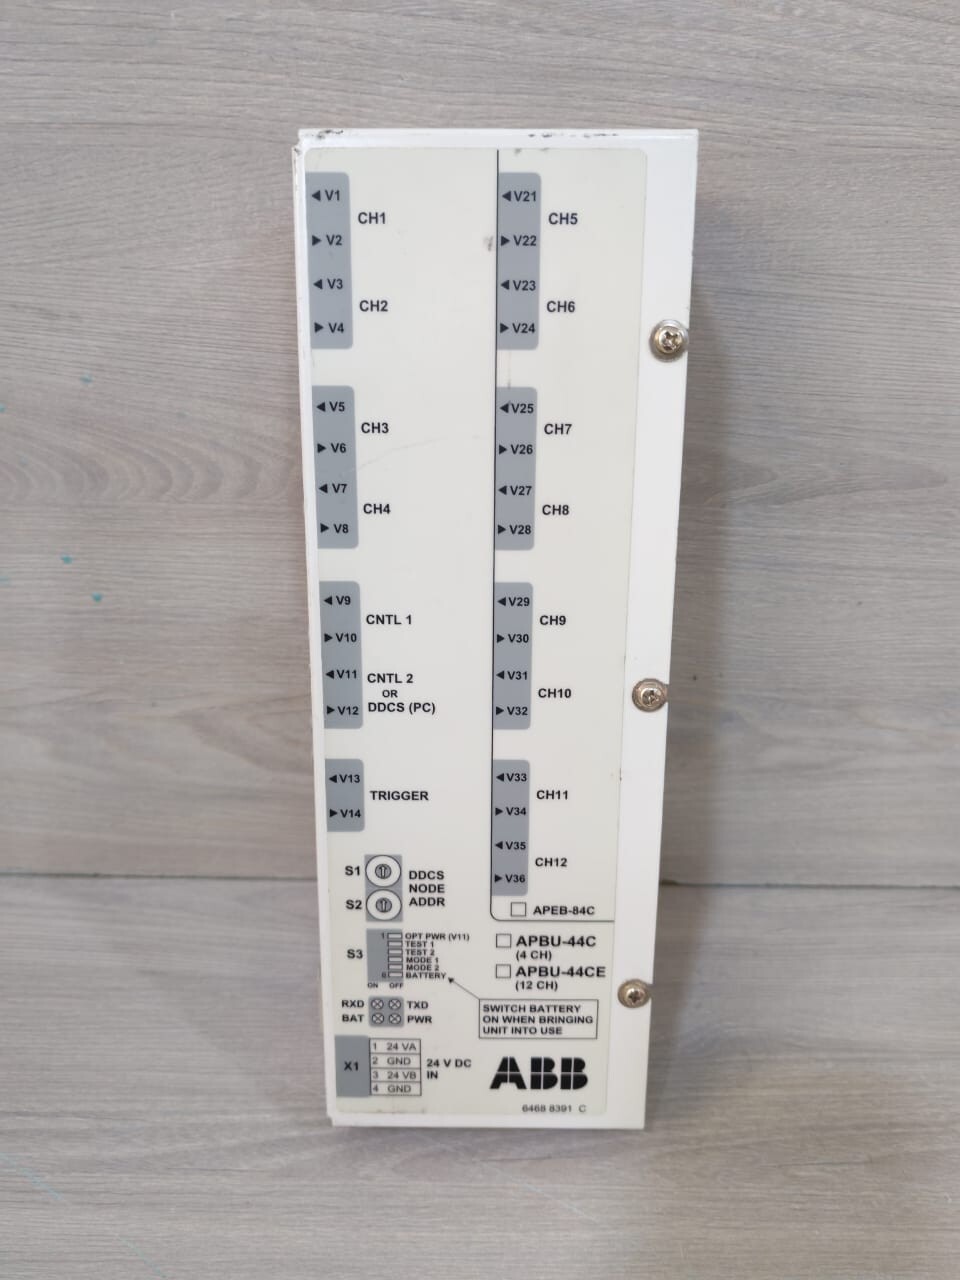 ◄ V1
CH1
► V2
◄ V3
CH2
► V4
◄ V5
CH3
► V6
◄ V7
CH4
► V8
◄ V9
CNTL 1
► V10
◄ V11
CNTL 2
OR
DDCS (PC)
► V12
◄ V13
TRIGGER
► V14
S1
S2
DDCS
NODE
ADDR
S3
1
OPT PWR (V11)
TEST 1
TEST 2
MODE 1
MODE 2
6
BATTERY
ON OFF
RXD TXD
BAT PWR
X1
1 24 VA
2 GND
3 24 VB
4 GND
24 V DC
IN
◄ V21
CH5
► V22
◄ V23
CH6
► V24
◄ V25
CH7
► V26
◄ V27
CH8
► V28
◄ V29
CH9
► V30
◄ V31
CH10
► V32
◄ V33
CH11
► V34
◄ V35
CH12
► V36
APEB-84C
APBU-44C
(4 CH)
APBU-44CE
(12 CH)
SWITCH BATTERY
ON WHEN BRINGING
UNIT INTO USE
ABB
6468 8391 C